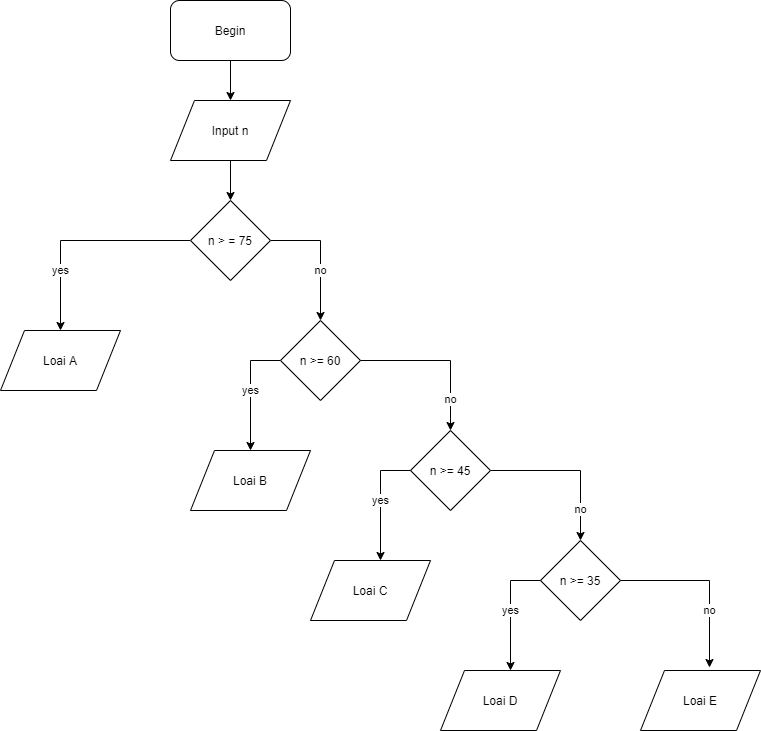 Begin
Input n
n > = 75
yes
no
Loai A
n >= 60
yes
no
Loai B
n >= 45
yes
no
Loai C
n >= 35
yes
no
Loai D
Loai E